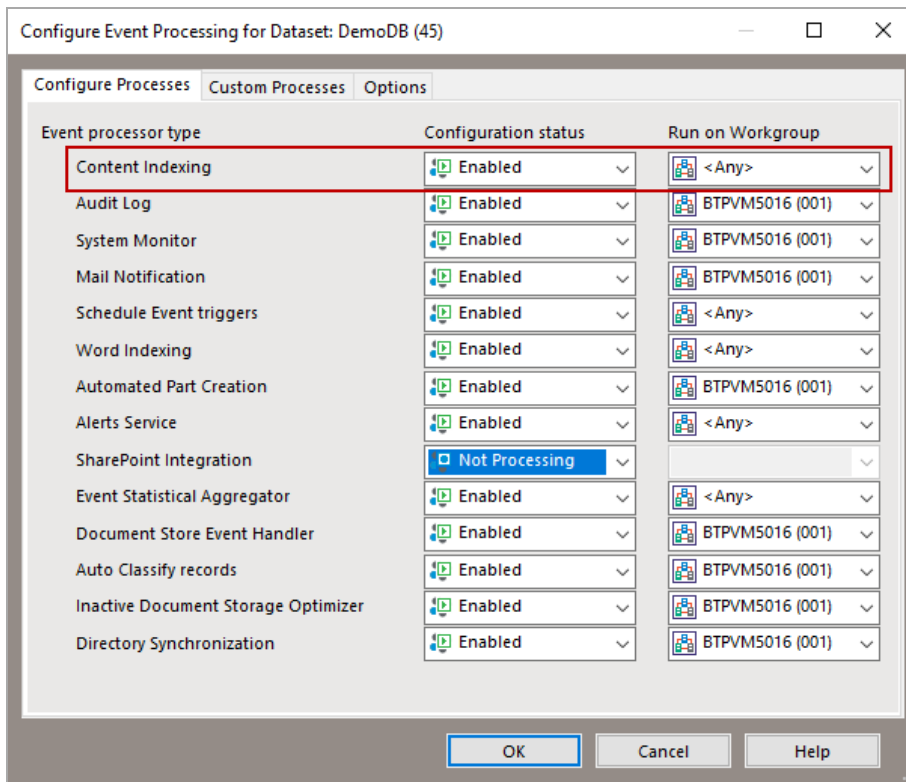 Configure Event Processing for Dataset: DemoDB (45)
Configure Processes Custom Processes Options
Event processor type Configuration status Run on Workgroup
Content Indexing Enabled <Any>
Audit Log Enabled BTPVM5016 (001)
System Monitor Enabled BTPVM5016 (001)
Mail Notification Enabled BTPVM5016 (001)
Schedule Event triggers Enabled <Any>
Word Indexing Enabled <Any>
Automated Part Creation Enabled BTPVM5016 (001)
Alerts Service Enabled <Any>
SharePoint Integration Not Processing
Event Statistical Aggregator Enabled <Any>
Document Store Event Handler Enabled BTPVM5016 (001)
Auto Classify records Enabled BTPVM5016 (001)
Inactive Document Storage Optimizer Enabled BTPVM5016 (001)
Directory Synchronization Enabled BTPVM5016 (001)
OK Cancel Help